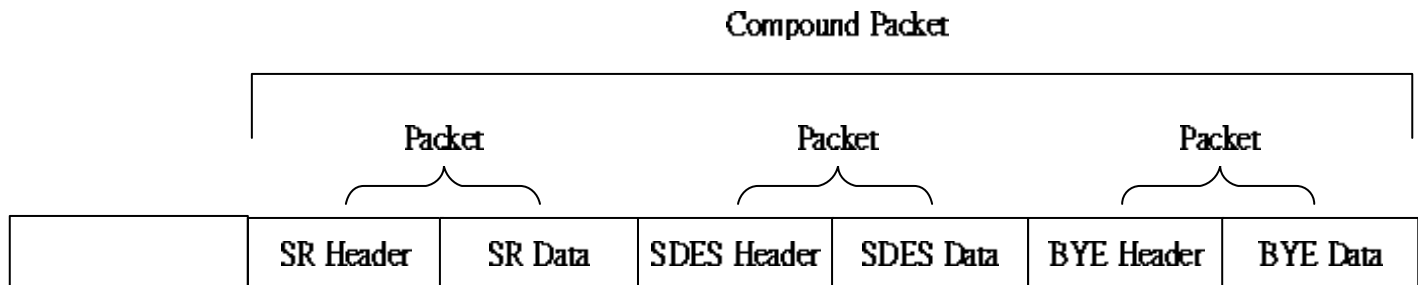 Compound Packet
Packet Packet Packet
SR Header SR Data SDES Header SDES Data BYE Header BYE Data